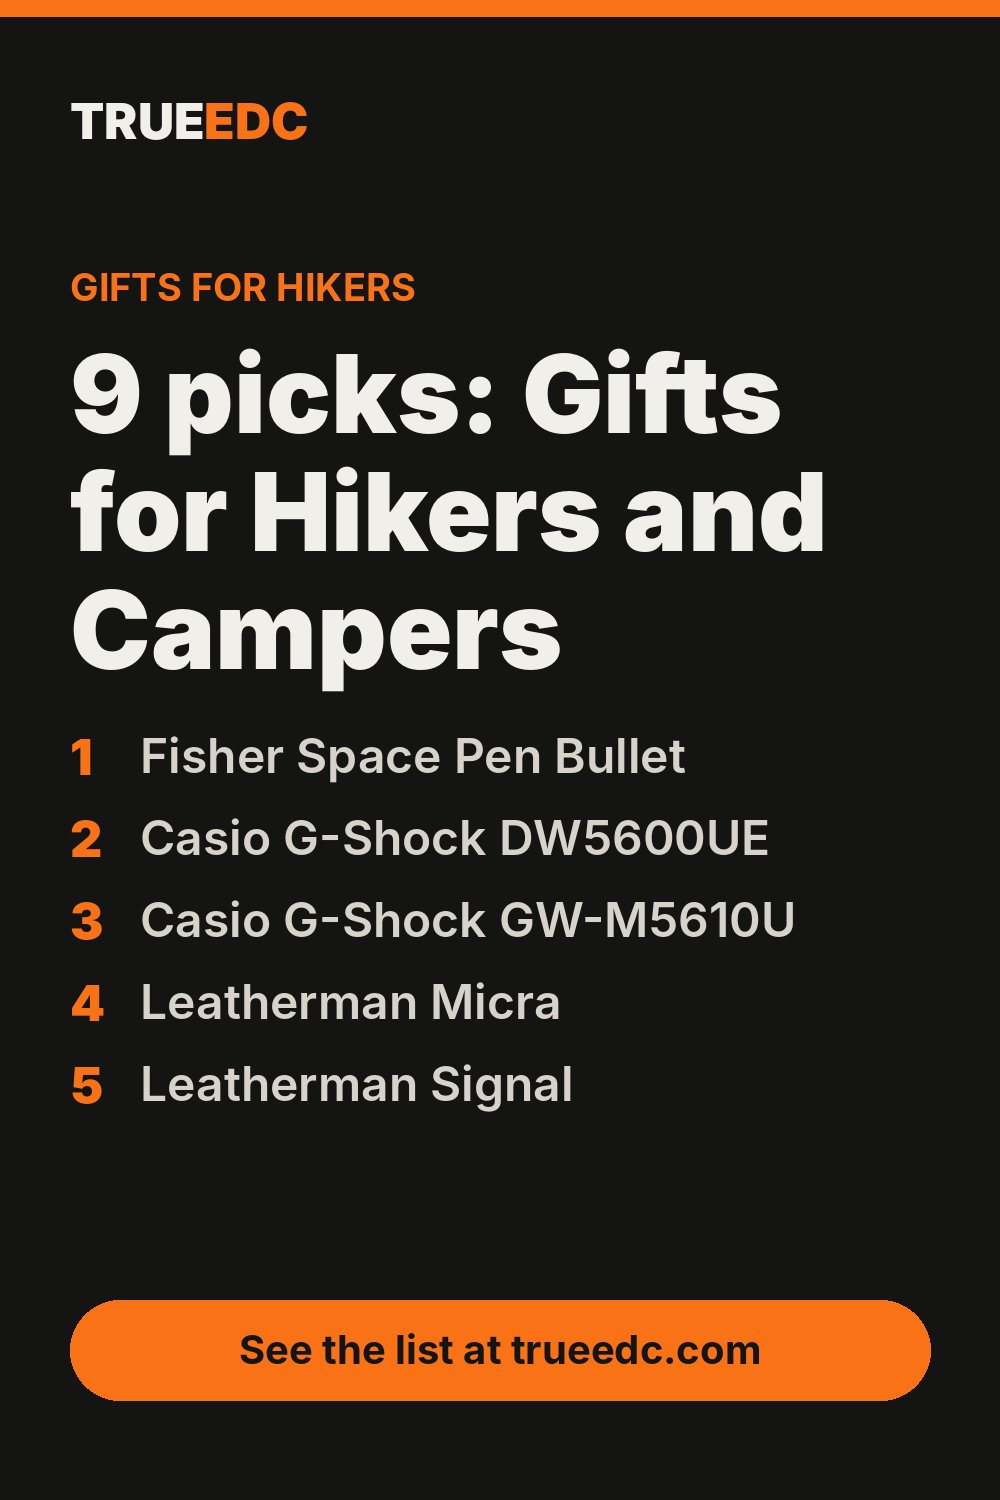 TRUEEDC
GIFTS FOR HIKERS
9 picks: Gifts
for Hikers and
Campers
1 Fisher Space Pen Bullet
2 Casio G-Shock DW5600UE
3 Casio G-Shock GW-M5610U
4 Leatherman Micra
5 Leatherman Signal
See the list at trueedc.com